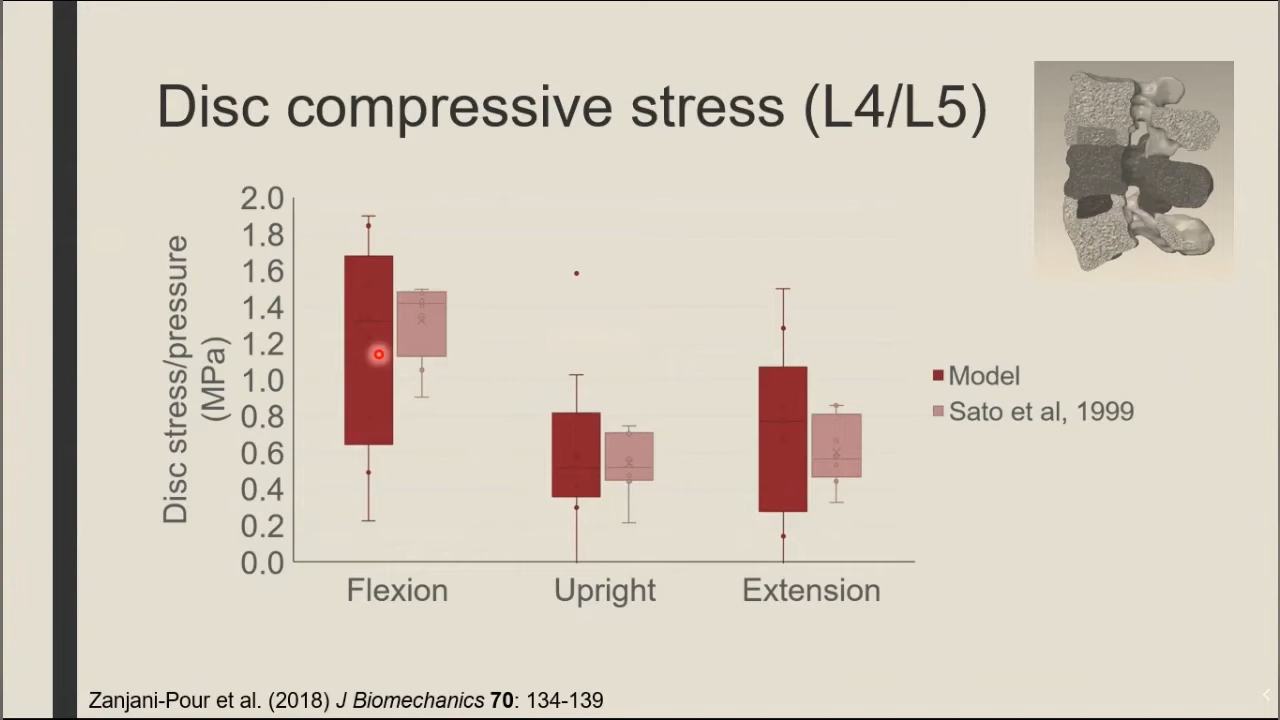 Disc compressive stress (L4/L5)
Disc stress/pressure
(MPa)
2.0
1.8
1.6
1.4
1.2
1.0
0.8
0.6
0.4
0.2
0.0
Flexion
Upright
Extension
Model
Sato et al, 1999
Zanjani-Pour et al. (2018) J Biomechanics 70: 134-139